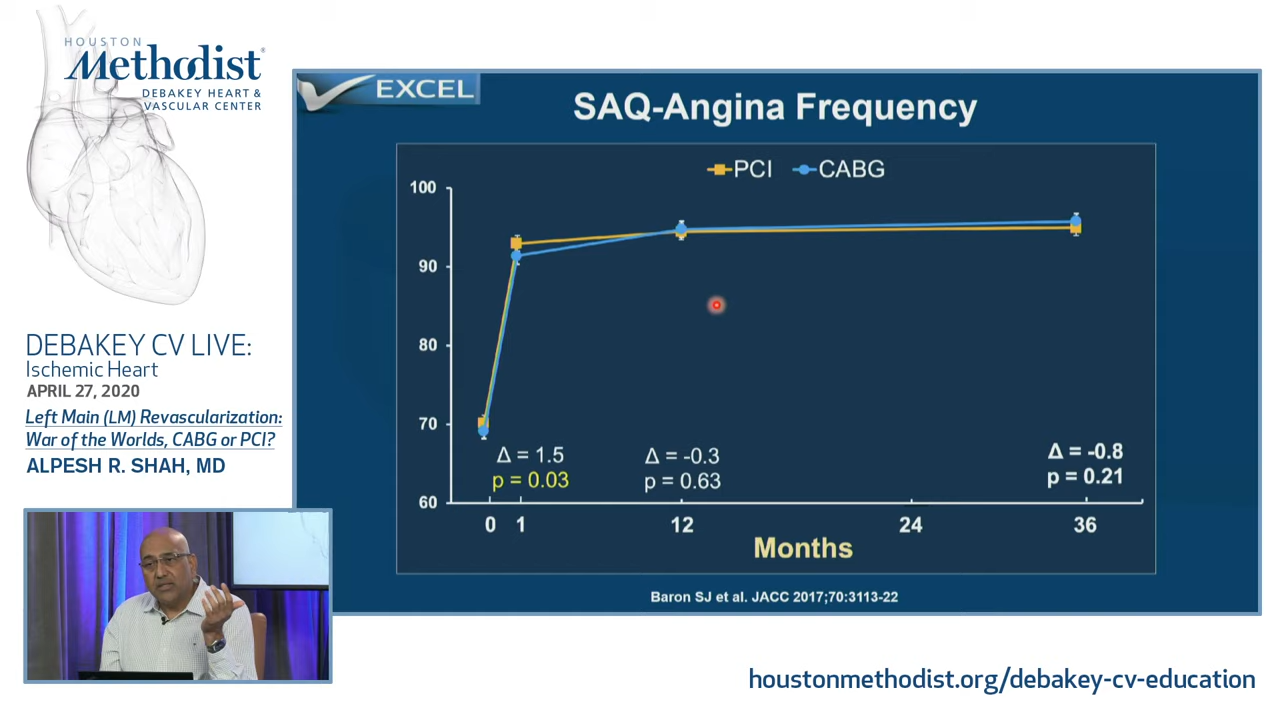 HOUSTON
Methodist®
DEBAKEY HEART &
VASCULAR CENTER
DEBAKEY CV LIVE:
Ischemic Heart
APRIL 27, 2020
Left Main (LM) Revascularization:
War of the Worlds, CABG or PCI?
ALPESH R. SHAH, MD
EXCEL
SAQ-Angina Frequency
PCI CABG
100
90
80
70
60
Δ = 1.5
p = 0.03
Δ = -0.3
p = 0.63
Δ = -0.8
p = 0.21
0 1 12 24 36
Months
Baron SJ et al. JACC 2017;70:3113-22
houstonmethodist.org/debakey-cv-education